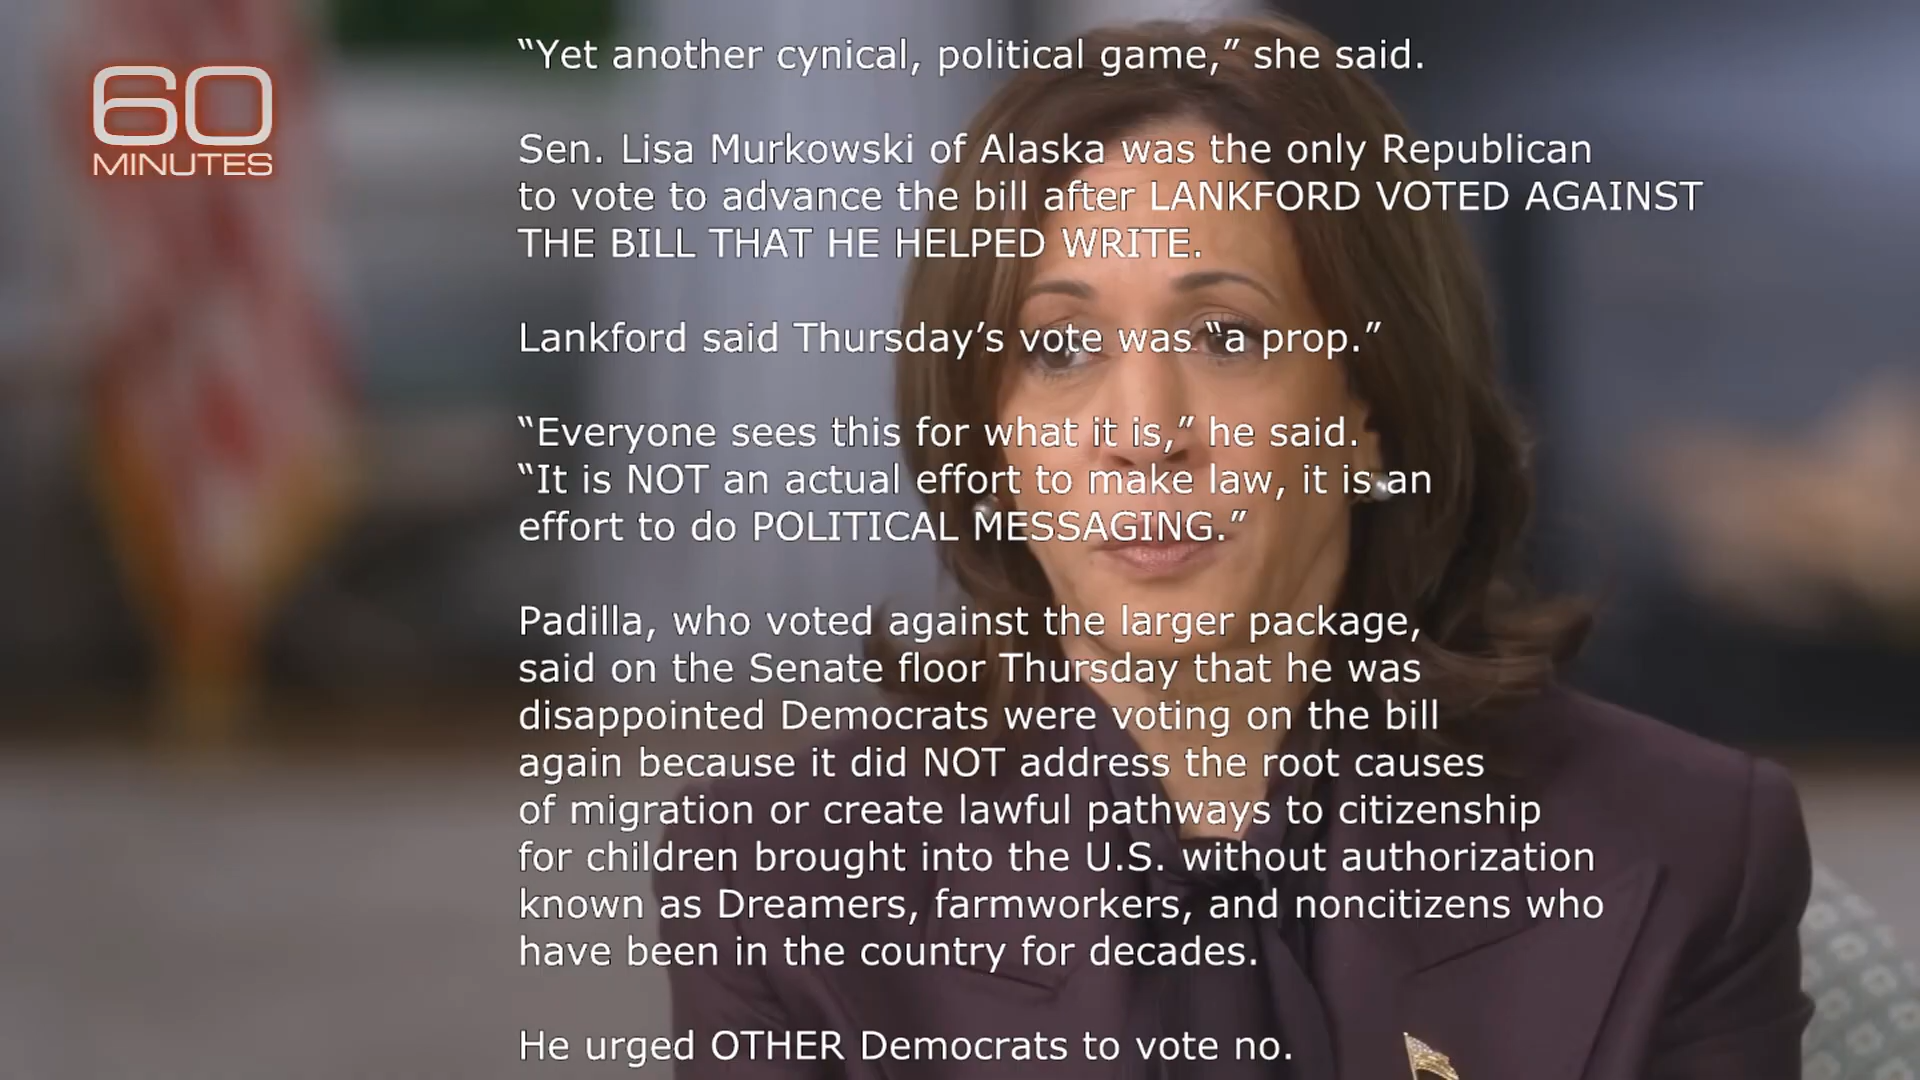 60
MINUTES
“Yet another cynical, political game,” she said.
Sen. Lisa Murkowski of Alaska was the only Republican
to vote to advance the bill after LANKFORD VOTED AGAINST
THE BILL THAT HE HELPED WRITE.
Lankford said Thursday’s vote was “a prop.”
“Everyone sees this for what it is,” he said.
“It is NOT an actual effort to make law, it is an
effort to do POLITICAL MESSAGING.”
Padilla, who voted against the larger package,
said on the Senate floor Thursday that he was
disappointed Democrats were voting on the bill
again because it did NOT address the root causes
of migration or create lawful pathways to citizenship
for children brought into the U.S. without authorization
known as Dreamers, farmworkers, and noncitizens who
have been in the country for decades.
He urged OTHER Democrats to vote no.